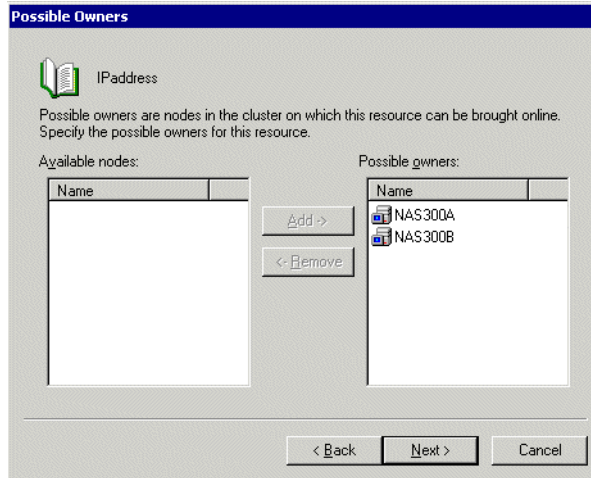 Possible Owners
IPaddress
Possible owners are nodes in the cluster on which this resource can be brought online.
Specify the possible owners for this resource.
Available nodes:
Possible owners:
Name
Name
NAS300A
NAS300B
Add ->
<- Remove
< Back
Next >
Cancel